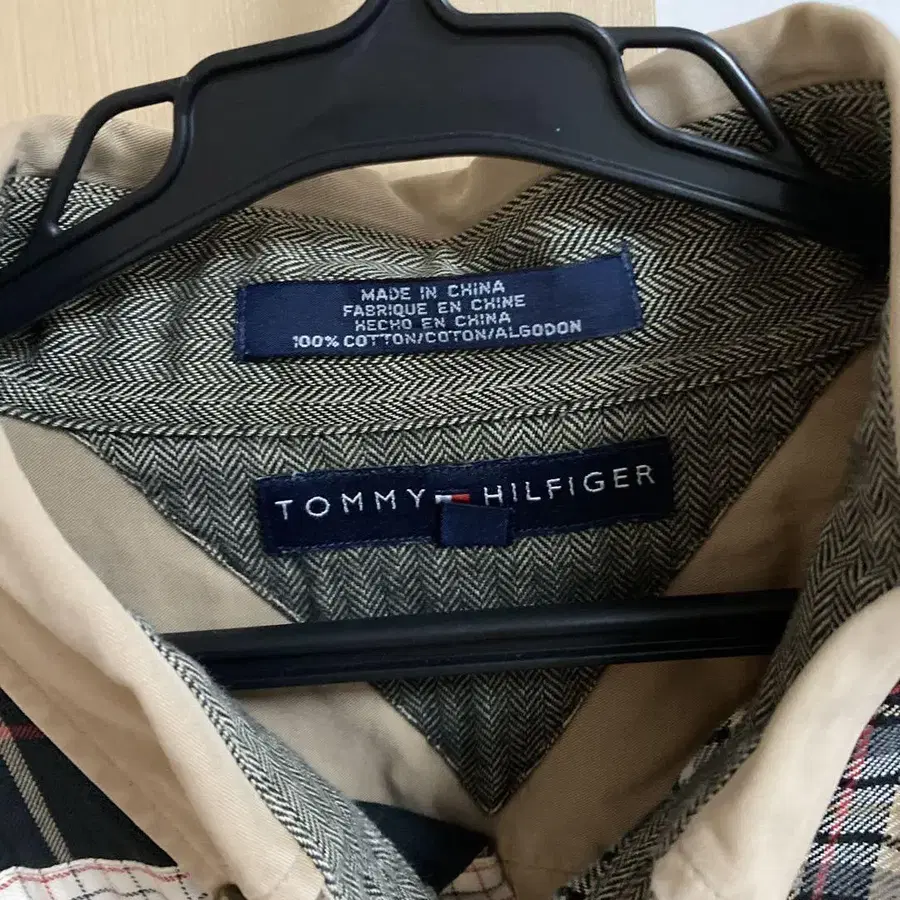 MADE IN CHINA
FABRIQUE EN CHINE
HECHO EN CHINA
100% COTTON/COTON/ALGODON
TOMMY HILFIGER